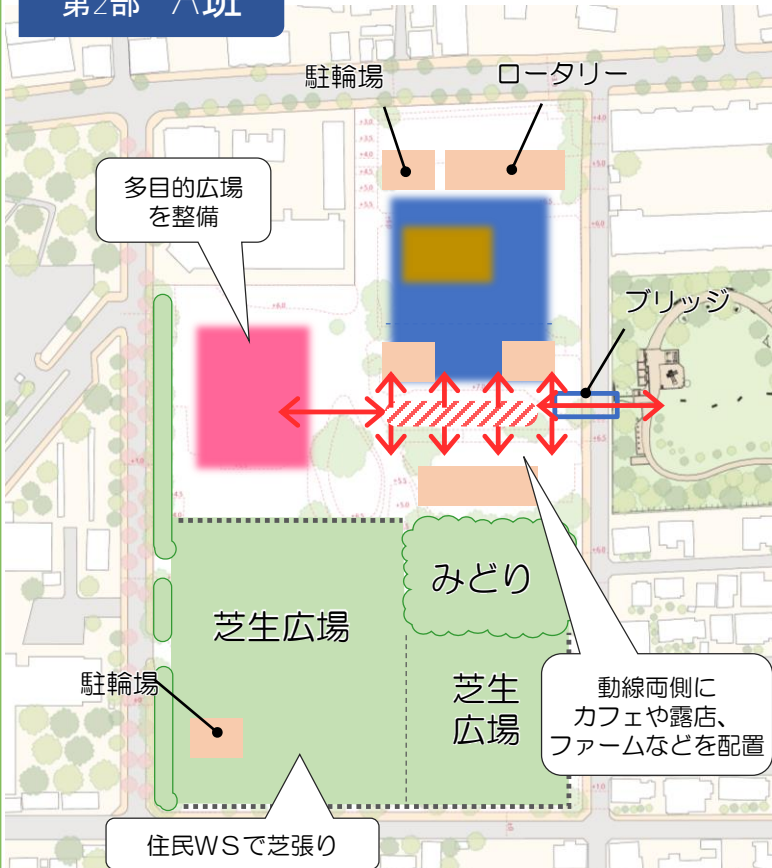 第2部 八班
駐輪場
ロータリー
多目的広場
を整備
ブリッジ
みどり
芝生広場
芝生
広場
駐輪場
動線両側に
カフェや露店、
ファームなどを配置
住民WSで芝張り